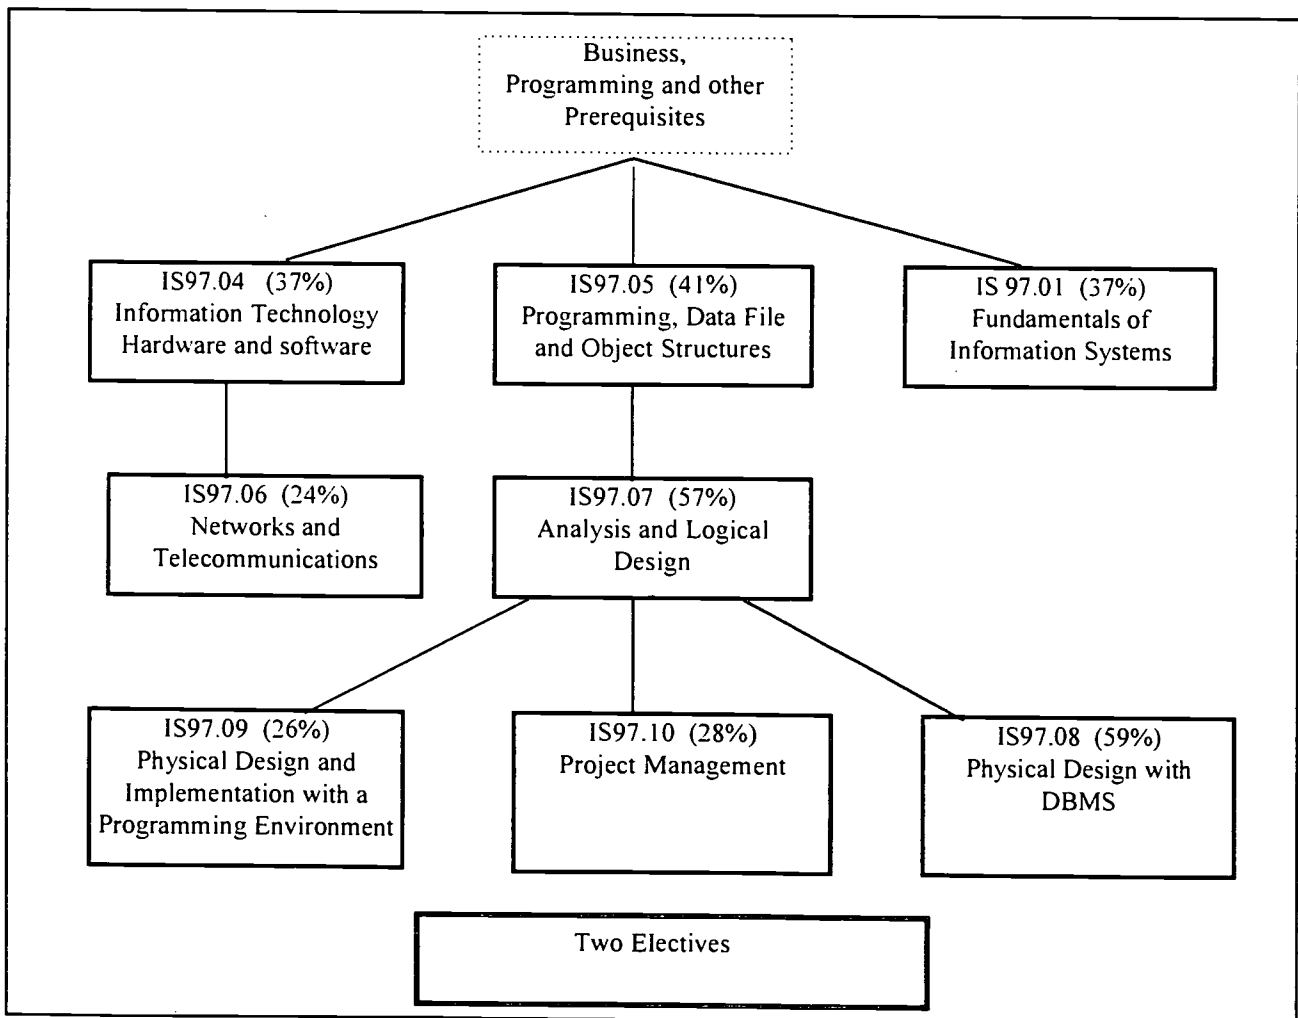 Business,
Programming and other
Prerequisites
IS97.04 (37%)
Information Technology
Hardware and software
IS97.05 (41%)
Programming, Data File
and Object Structures
IS 97.01 (37%)
Fundamentals of
Information Systems
IS97.06 (24%)
Networks and
Telecommunications
IS97.07 (57%)
Analysis and Logical
Design
IS97.09 (26%)
Physical Design and
Implementation with a
Programming Environment
IS97.10 (28%)
Project Management
IS97.08 (59%)
Physical Design with
DBMS
Two Electives